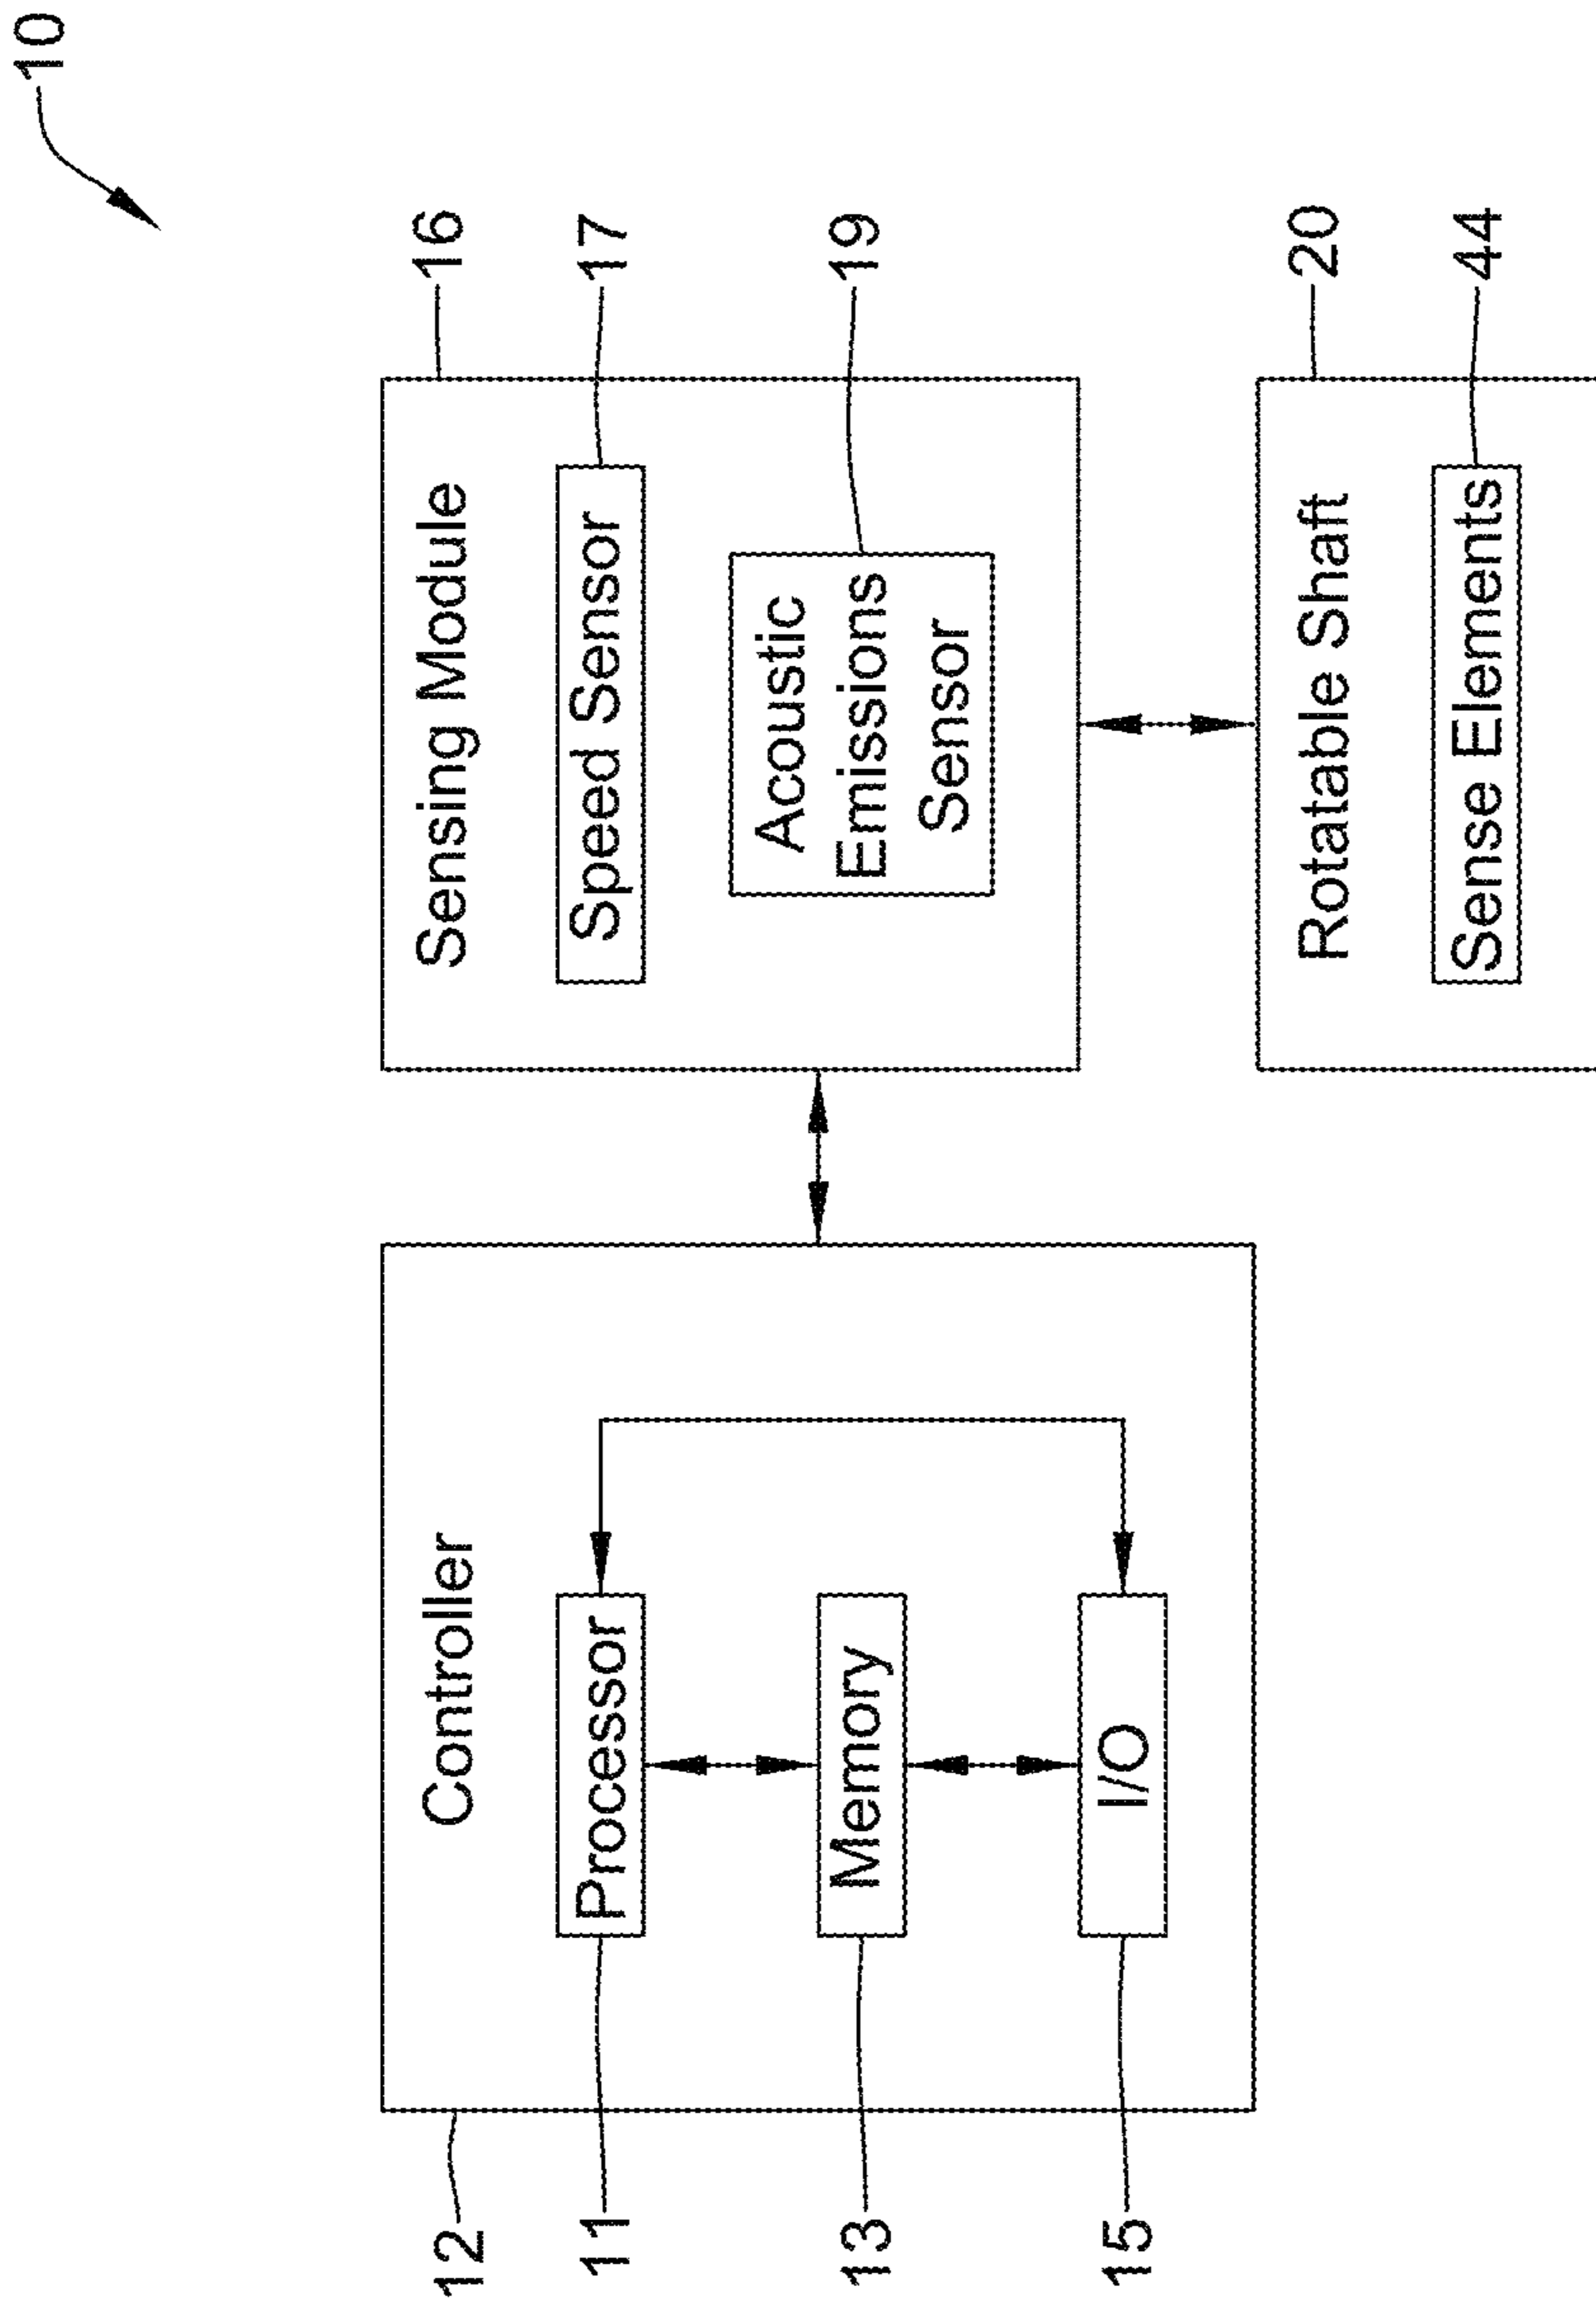 10
Controller
12
Processor
11
Memory
13
I/O
15
Sensing Module
16
Speed Sensor
17
Acoustic
Emissions
Sensor
19
Rotatable Shaft
20
Sense Elements
44